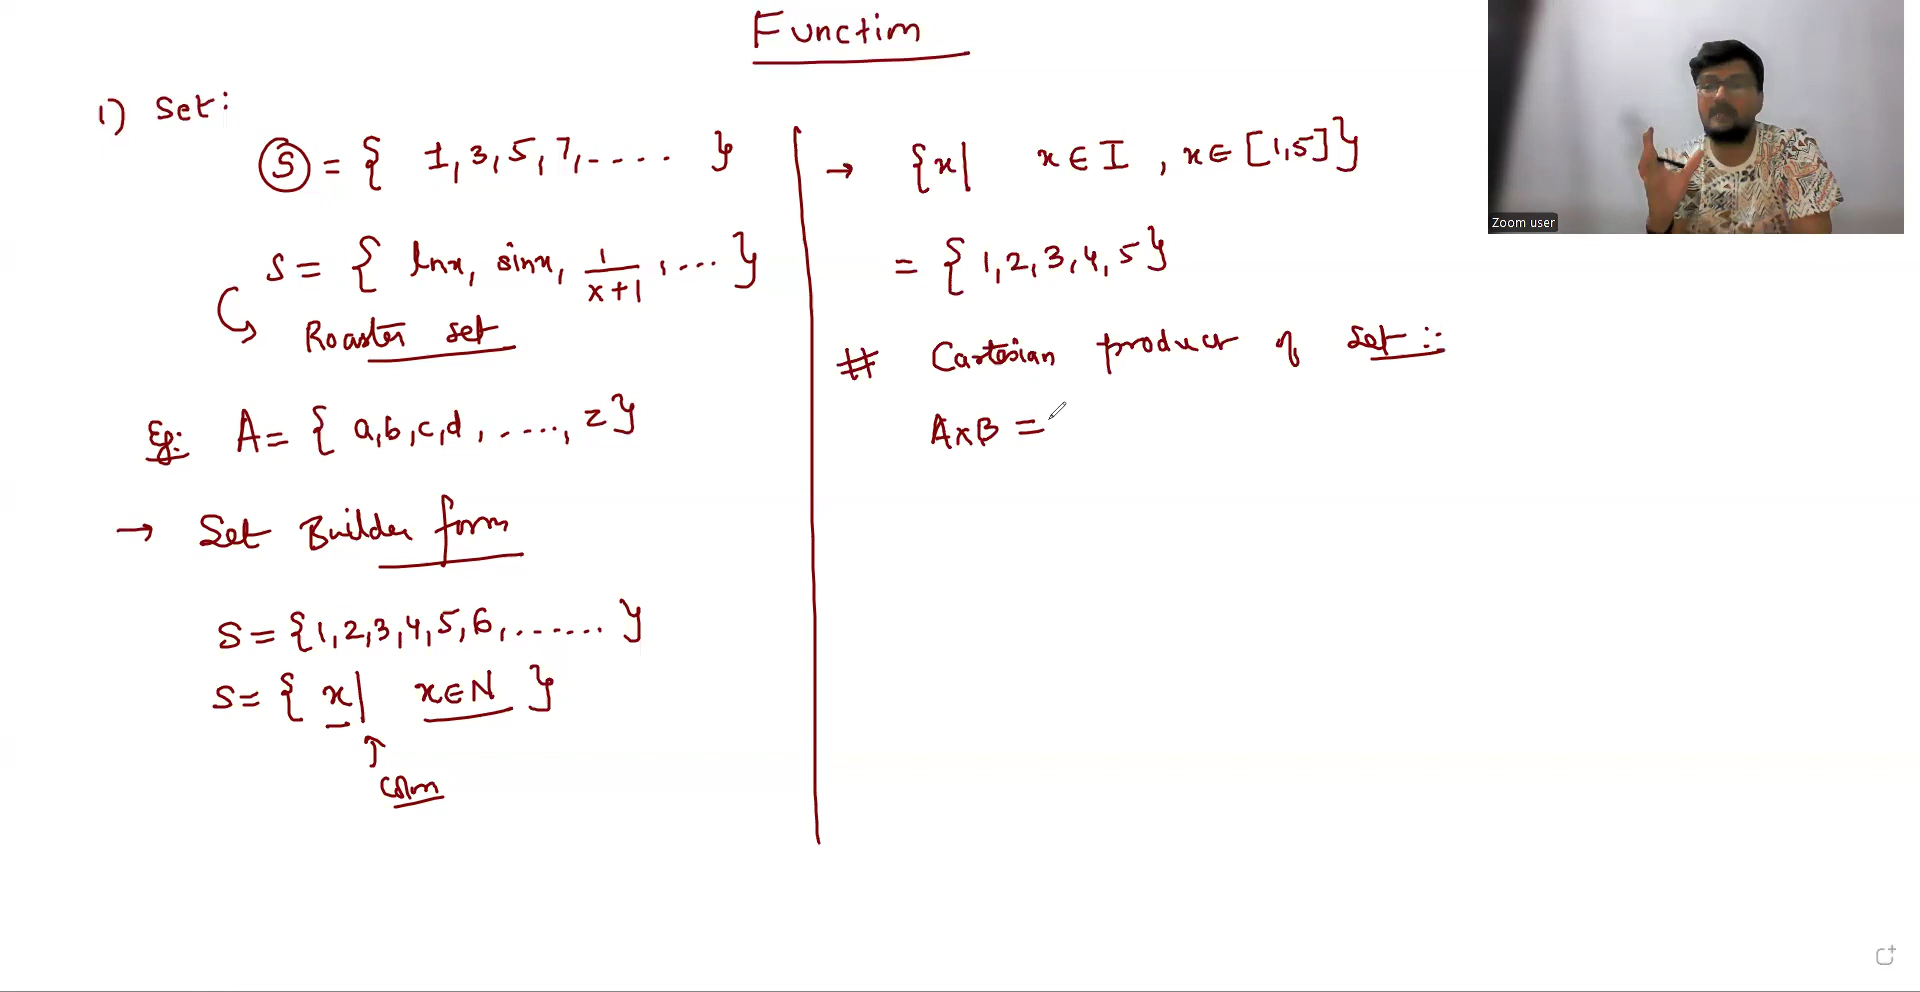 Function
1) Set:
S = { 1, 3, 5, 7, - - - - }
S = { lnx, sinx, 1/(x+1), ... }
Roaster set
Eg: A = { a, b, c, d, ....., z }
→ Set Builder form
S = {1, 2, 3, 4, 5, 6, ....... }
S = { x | x ∈ N }
↑
colon
→ {x | x ∈ I , x ∈ [1,5]}
= { 1, 2, 3, 4, 5 }
# Cartesian product of Set ::
A×B =
Zoom user